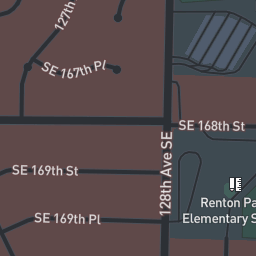 127th
SE 167th Pl
SE 168th St
128th Ave SE
SE 169th St
Renton Pa
Elementary S
SE 169th Pl